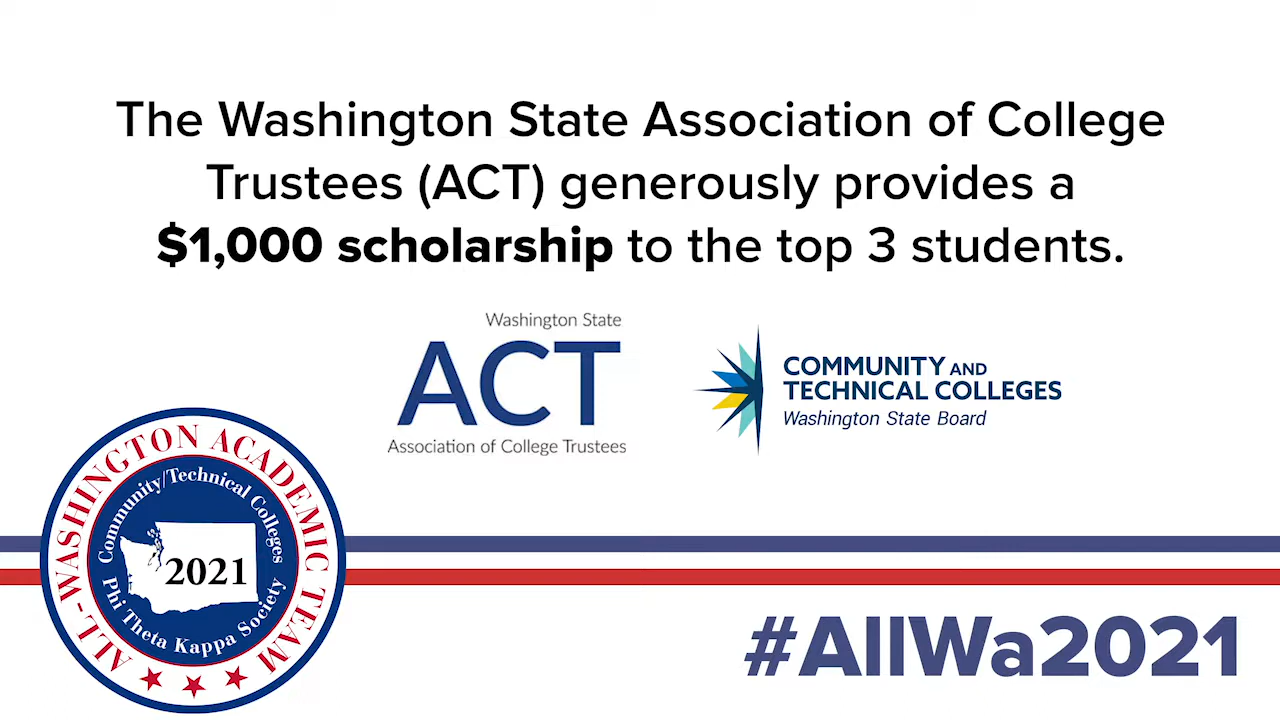 The Washington State Association of College
Trustees (ACT) generously provides a
$1,000 scholarship to the top 3 students.
Washington State
ACT
Association of College Trustees
COMMUNITY AND
TECHNICAL COLLEGES
Washington State Board
ALL-WASHINGTON ACADEMIC TEAM
Community/Technical Colleges
2021
Phi Theta Kappa Society
#AllWa2021